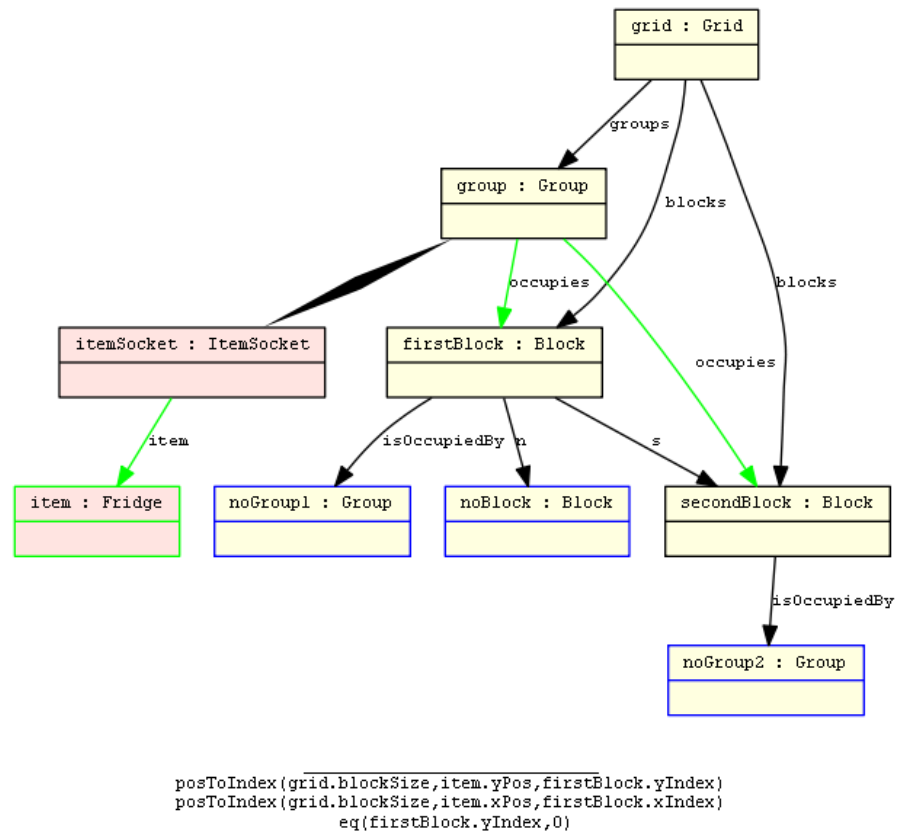 grid : Grid
groups
group : Group
blocks
occupies
blocks
itemSocket : ItemSocket
firstBlock : Block
occupies
item
isOccupiedBy
n
s
item : Fridge
noGroup1 : Group
noBlock : Block
secondBlock : Block
isOccupiedBy
noGroup2 : Group
posToIndex(grid.blockSize,item.yPos,firstBlock.yIndex)
posToIndex(grid.blockSize,item.xPos,firstBlock.xIndex)
eq(firstBlock.yIndex,0)